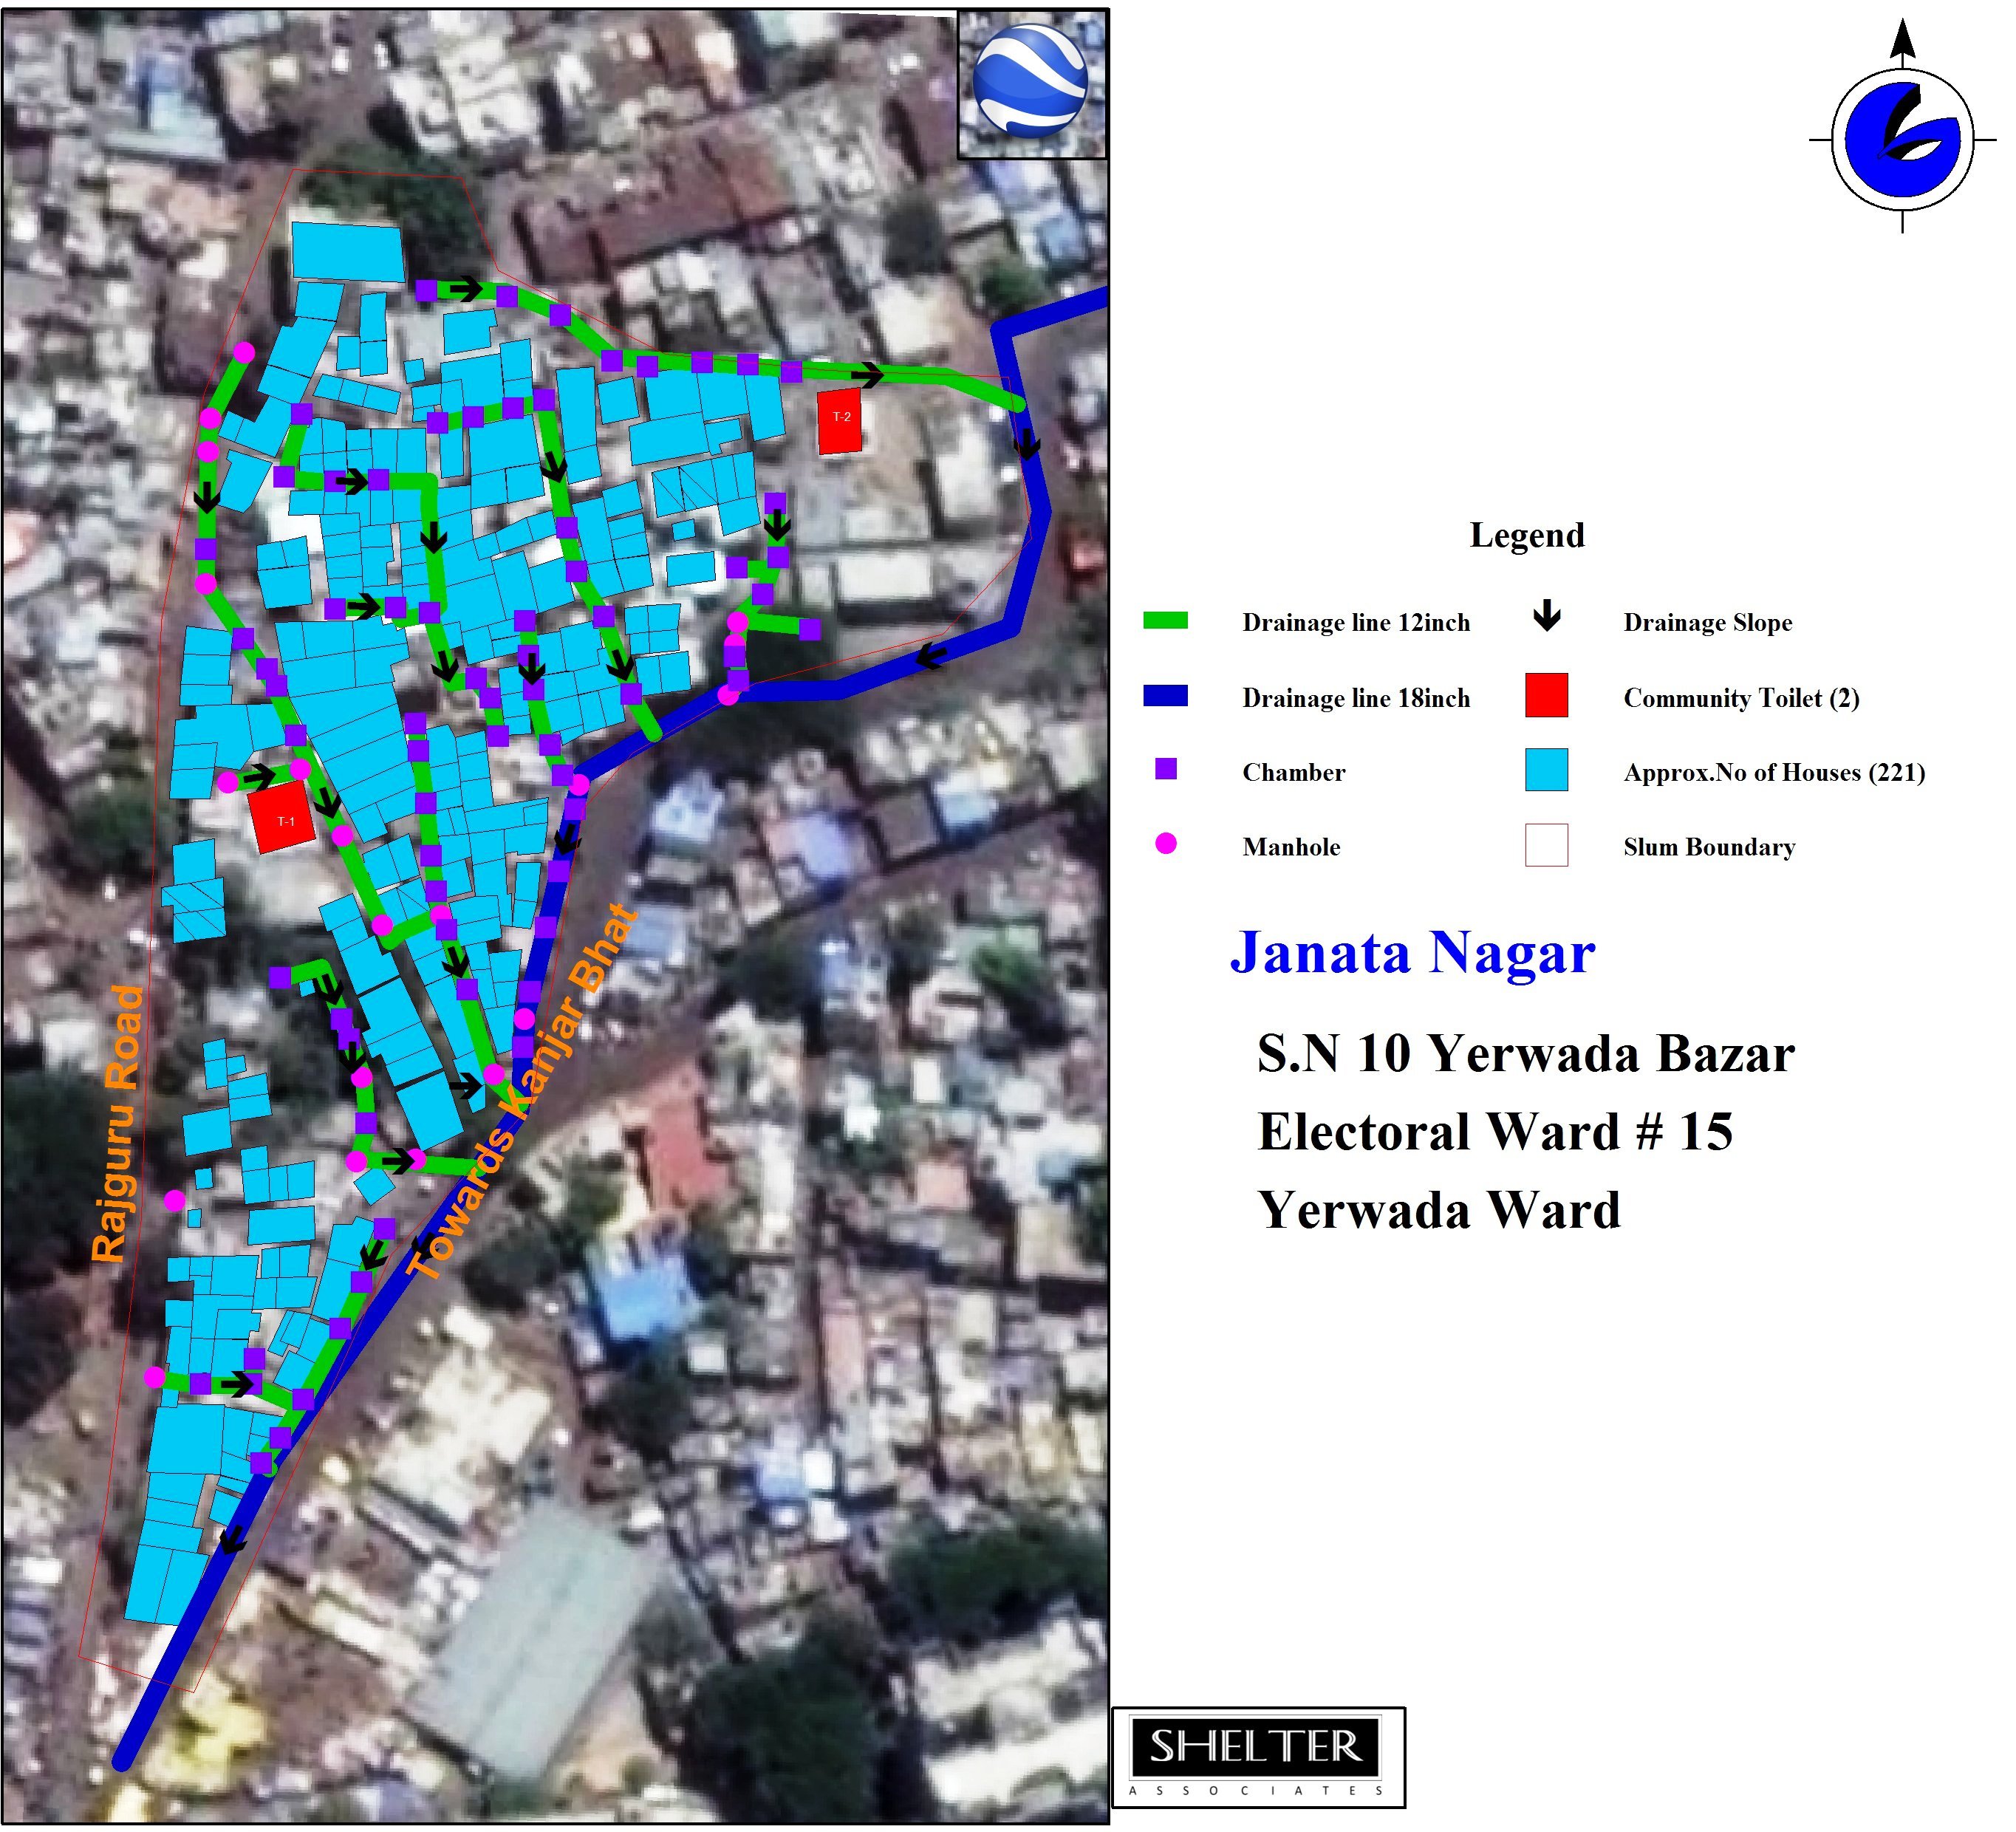 T-2
T-1
Rajguru Road
Towards Kanjar Bhat
Legend
Drainage line 12inch
Drainage Slope
Drainage line 18inch
Community Toilet (2)
Chamber
Approx.No of Houses (221)
Manhole
Slum Boundary
Janata Nagar
S.N 10 Yerwada Bazar
Electoral Ward # 15
Yerwada Ward
SHELTER
ASSOCIATES